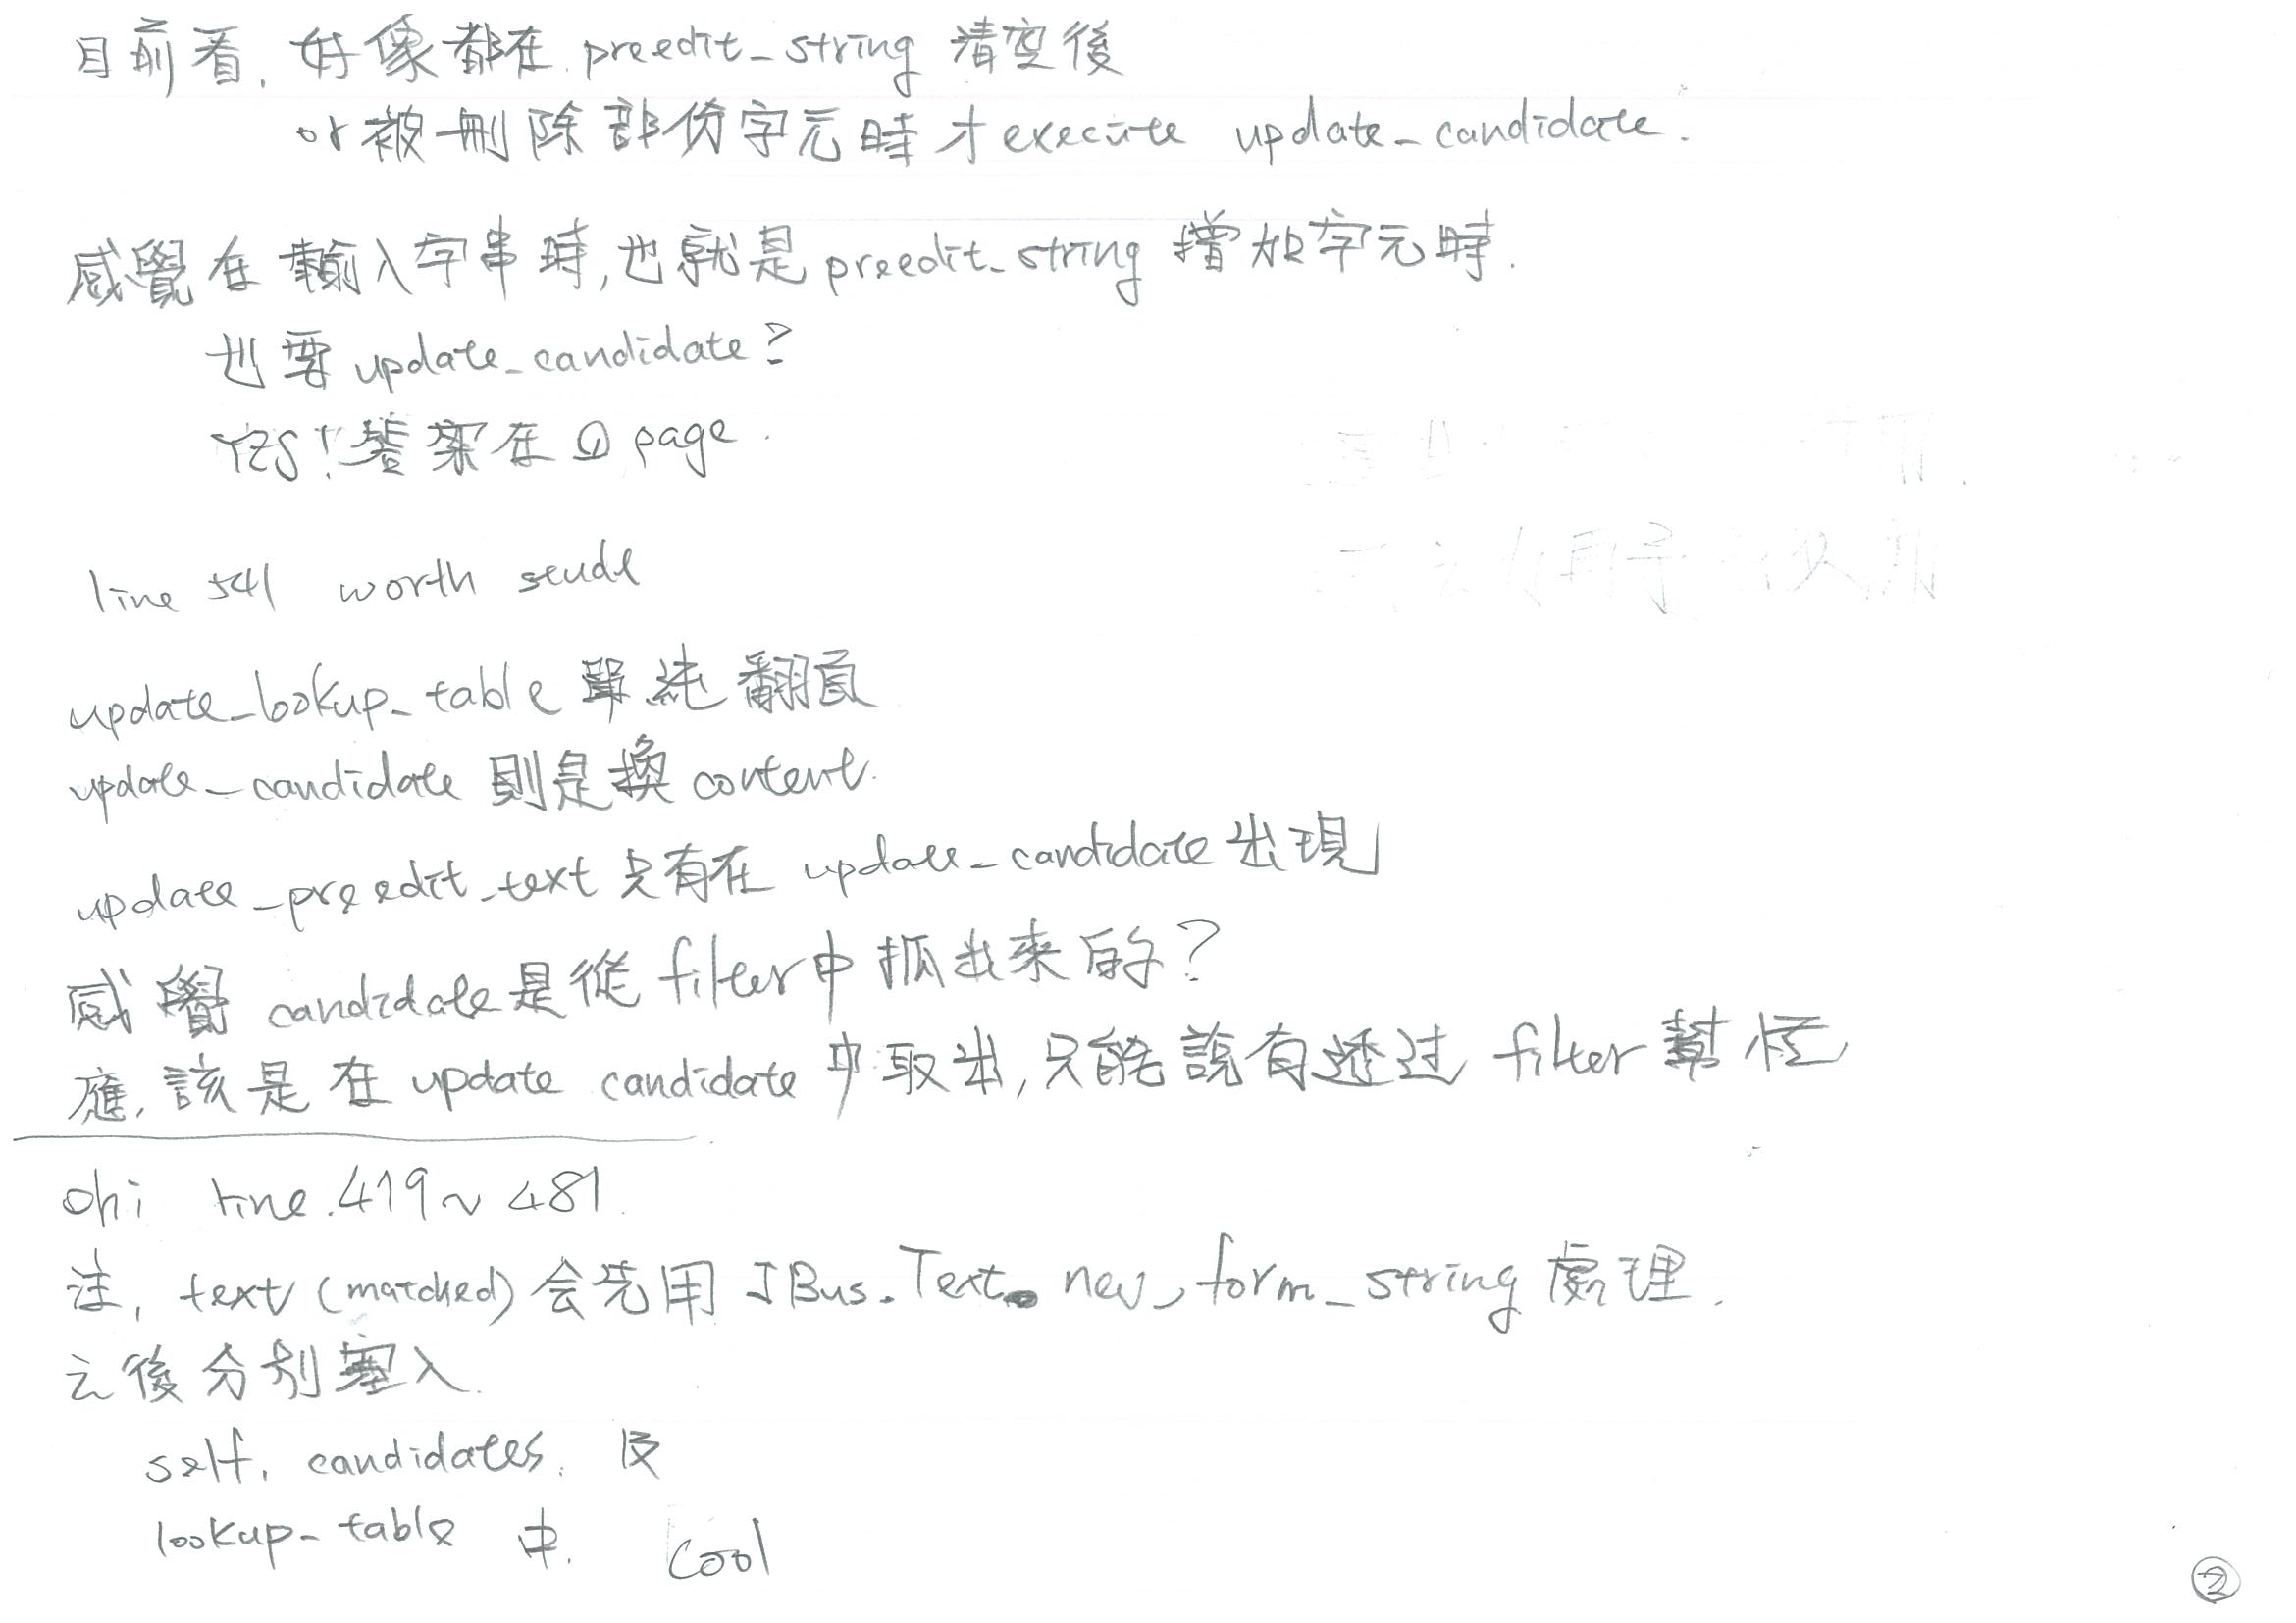 目前看, 好像都在 preedit_string 清空後
or 被刪除部份字元時才 execute update_candidate.
感覺在輸入字串時,也就是 preedit_string 增加字元時.
也要 update_candidate?
YES! 答案在 ① page.
line 541 worth study
update_lookup_table 單純翻頁
update_candidate 則是換 content.
update_preedit_text 只有在 update_candidate 出現
感覺 candidate 是從 filter 中抓出來的?
應該是在 update candidate 中取出, 只能說有透过 filter 幫忙
line.419~481.
注, text (matched) 会先用 IBus.Text. new_form_string 處理.
之後分別塞入
self. candidates. 及
lookup_table 中. Cool
②